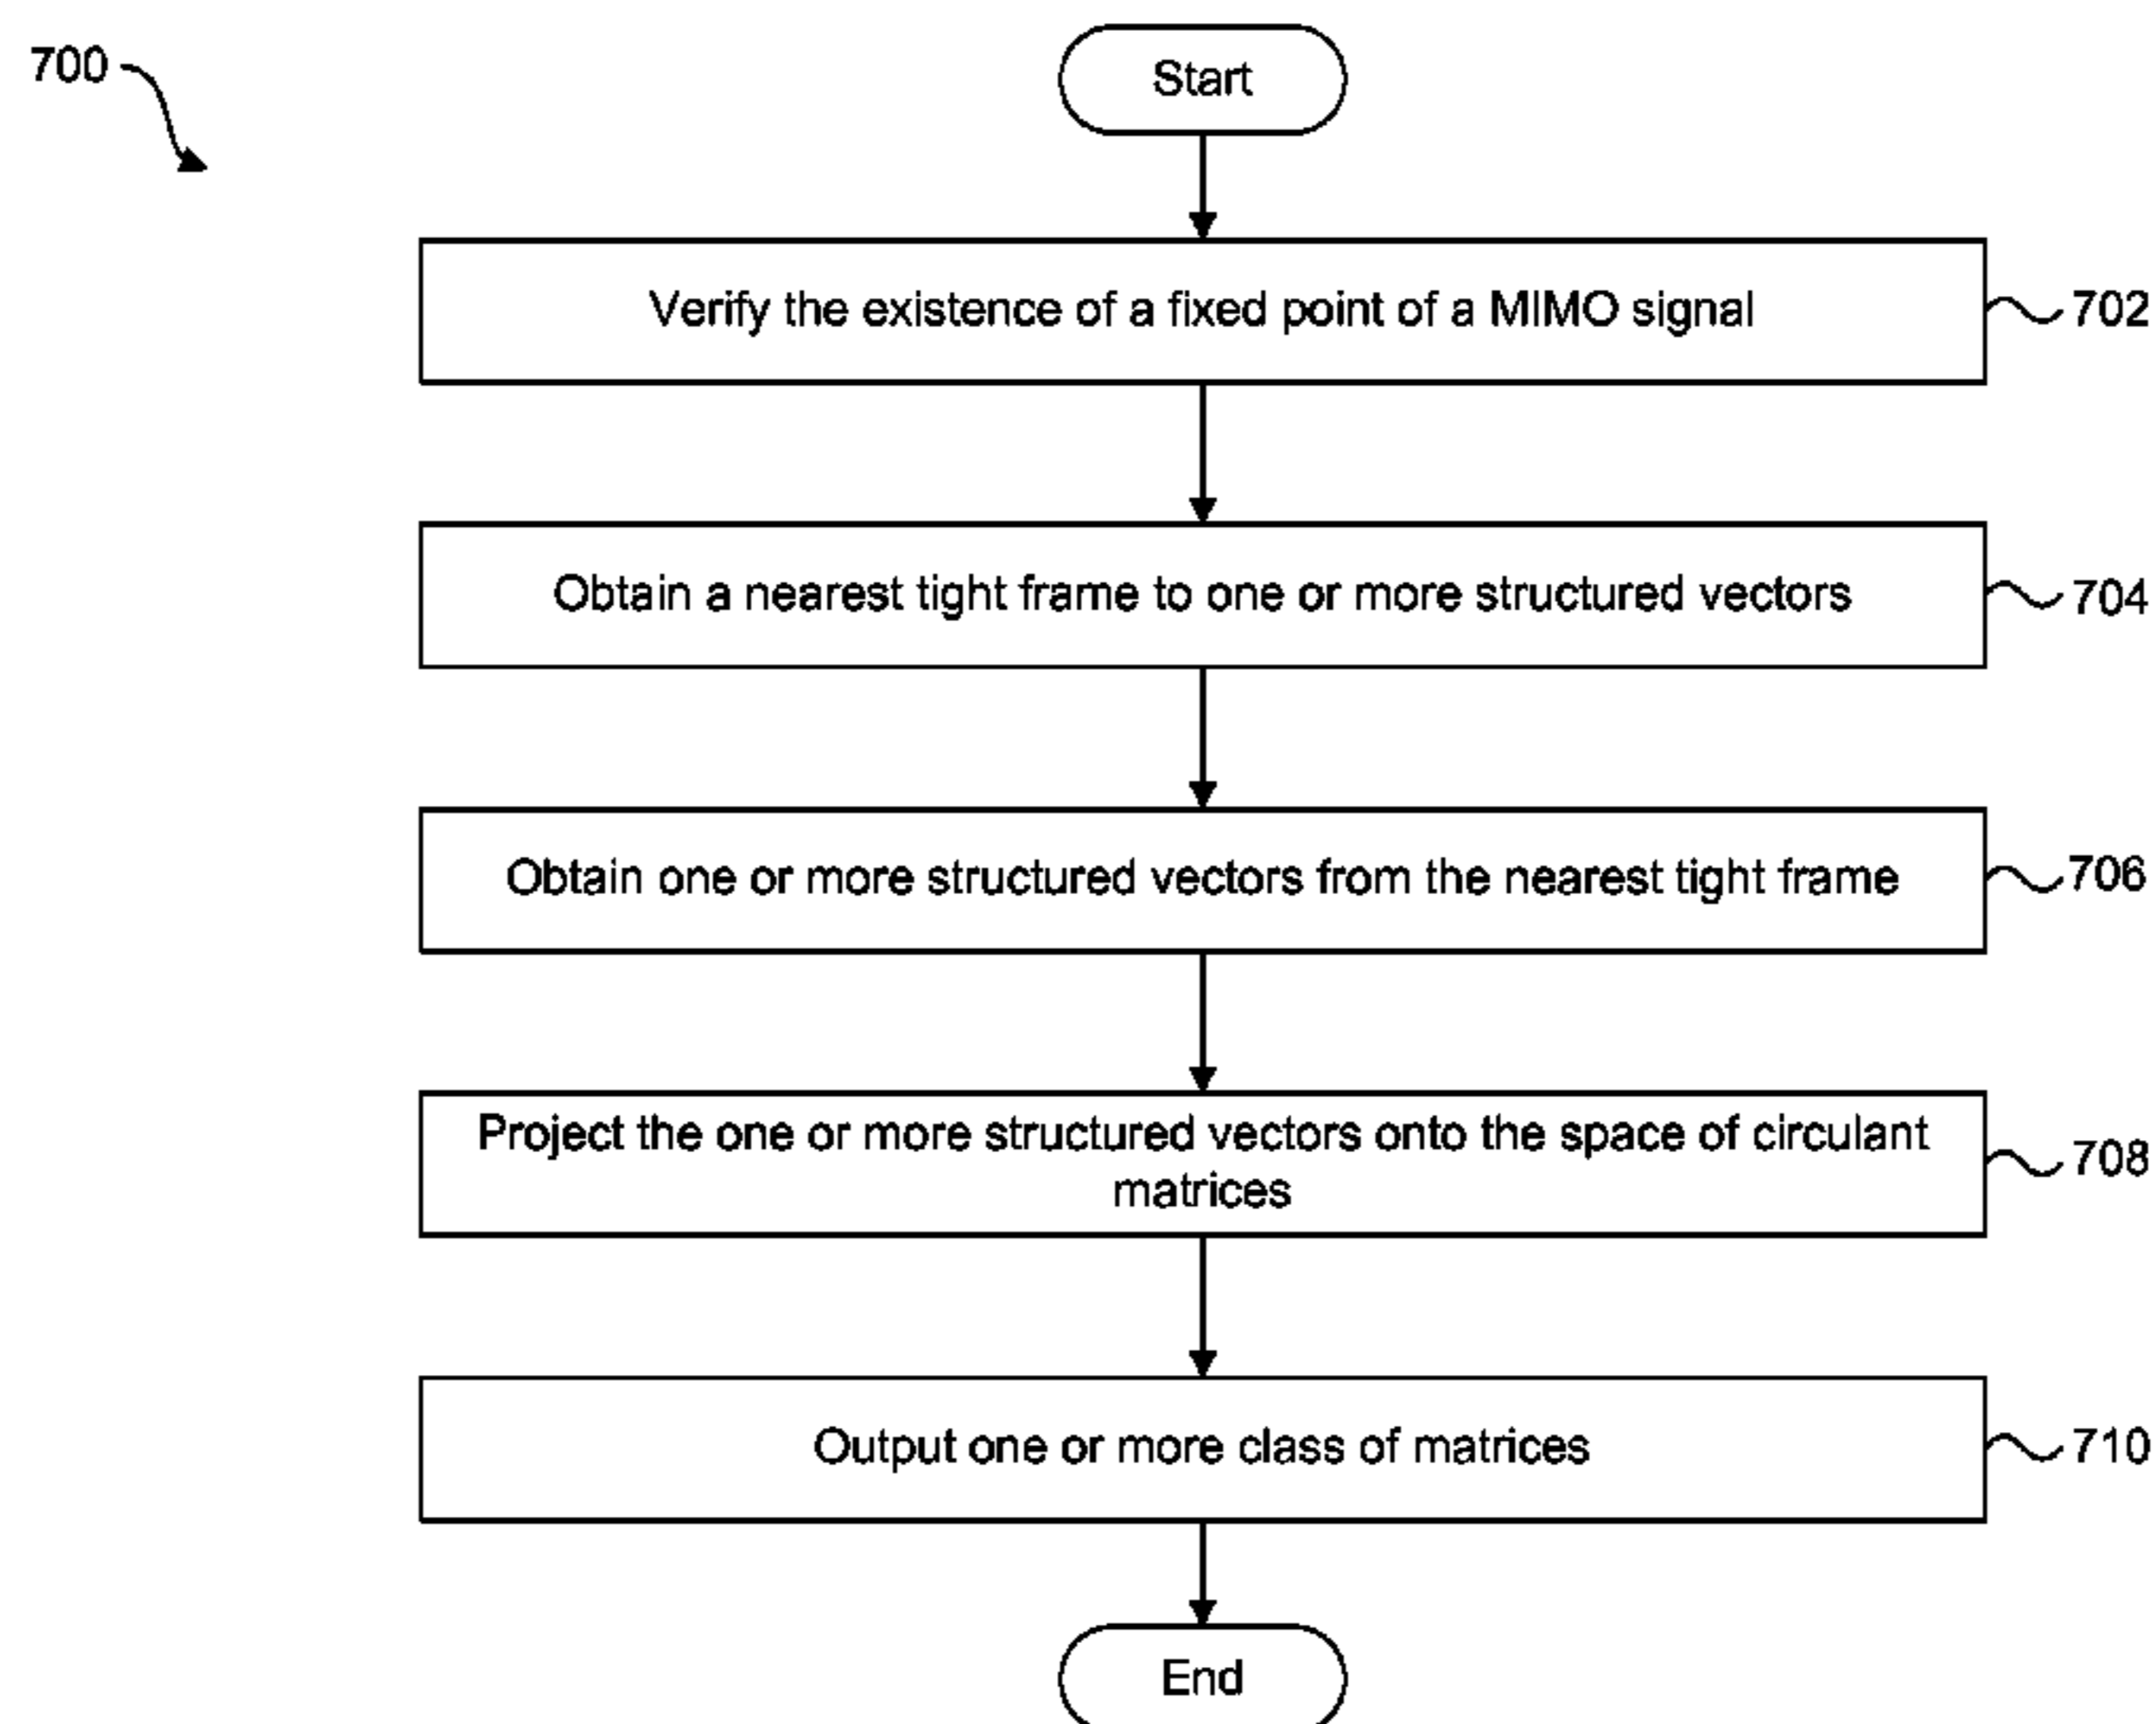 700
Start
Verify the existence of a fixed point of a MIMO signal
702
Obtain a nearest tight frame to one or more structured vectors
704
Obtain one or more structured vectors from the nearest tight frame
706
Project the one or more structured vectors onto the space of circulant
matrices
708
Output one or more class of matrices
710
End